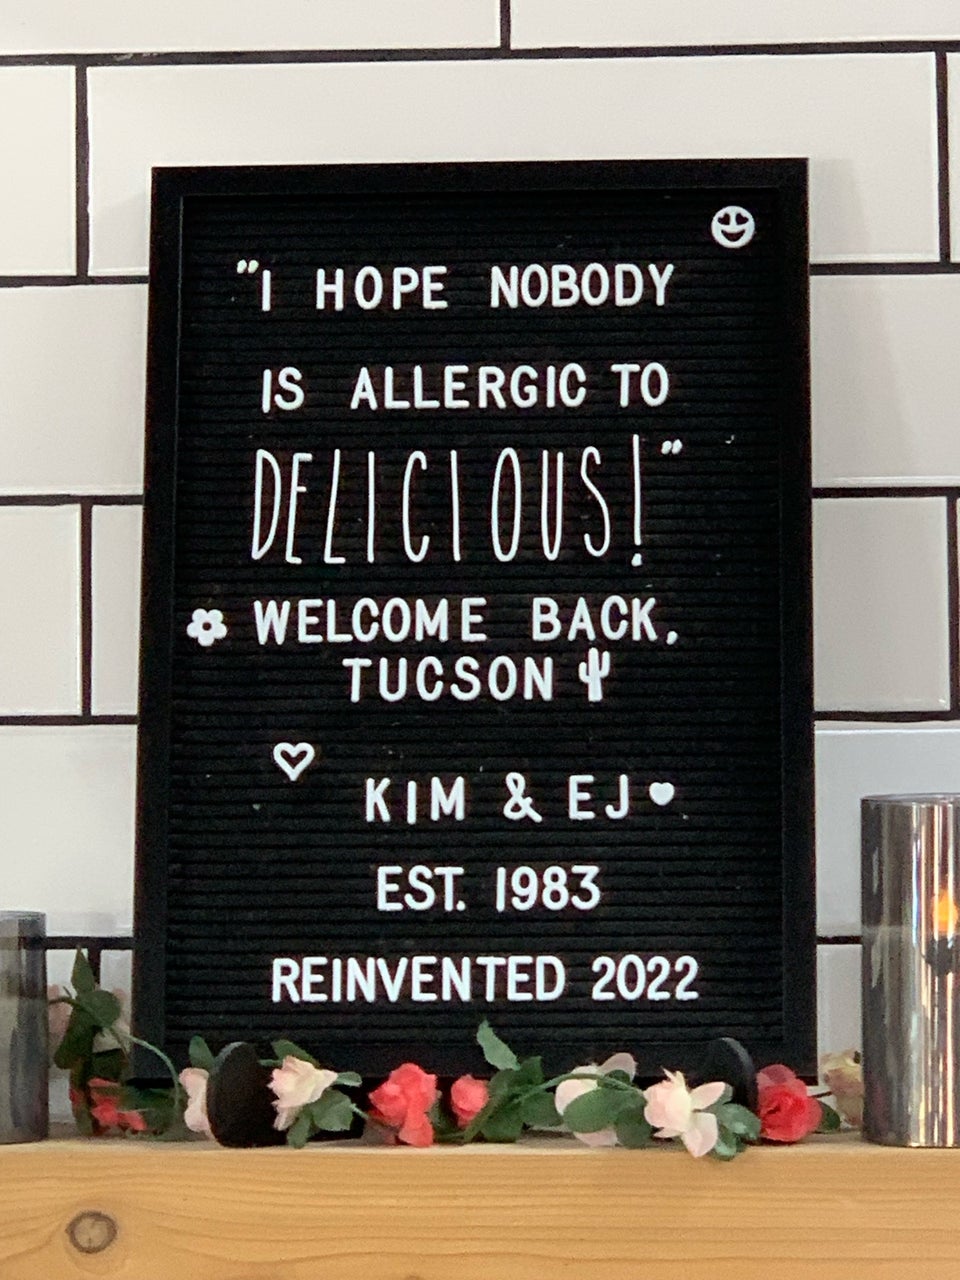 "I HOPE NOBODY
IS ALLERGIC TO
DELICIOUS!"
WELCOME BACK,
TUCSON
KIM & EJ
EST. 1983
REINVENTED 2022